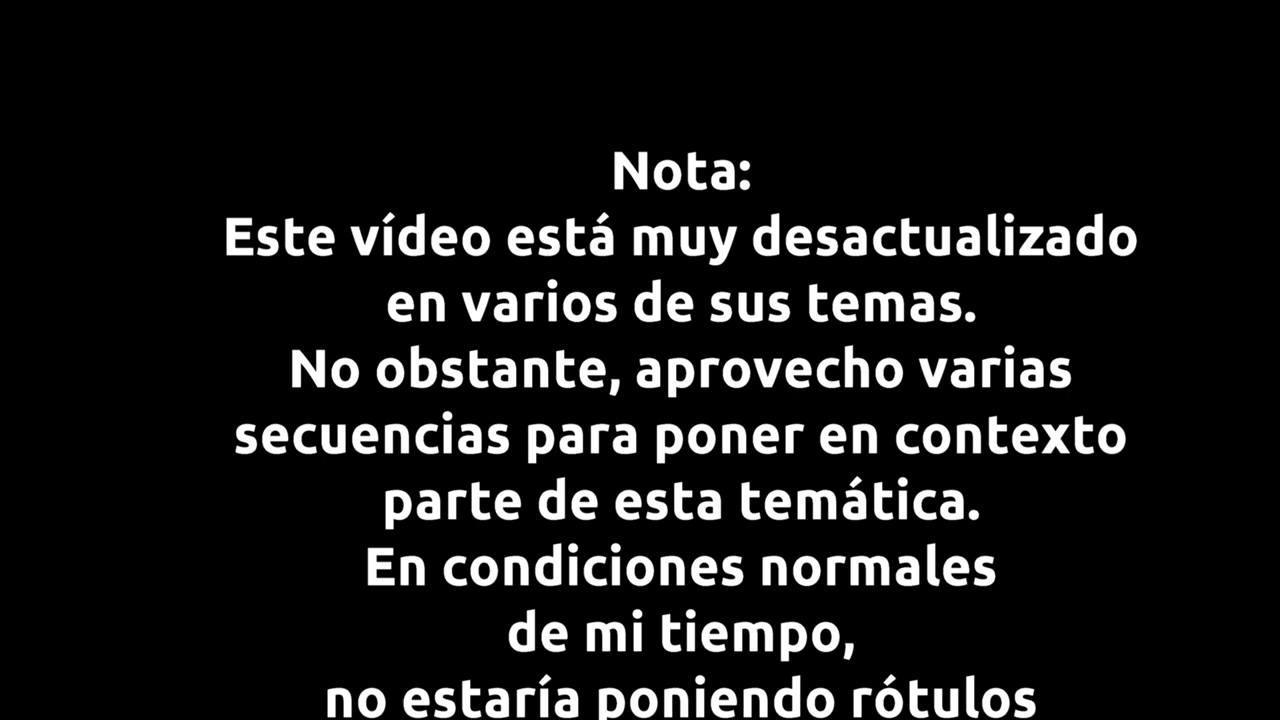 Nota:
Este vídeo está muy desactualizado
en varios de sus temas.
No obstante, aprovecho varias
secuencias para poner en contexto
parte de esta temática.
En condiciones normales
de mi tiempo,
no estaría poniendo rótulos